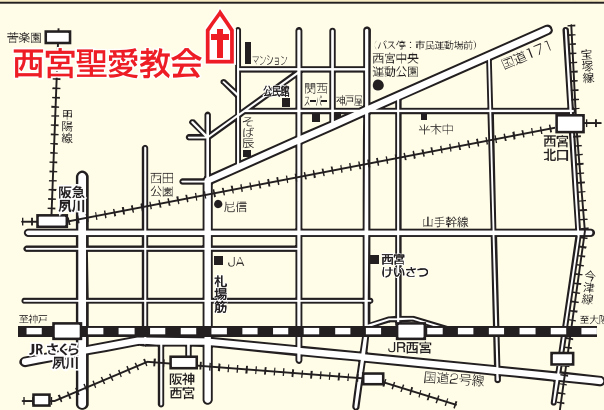 苦楽園
西宮聖愛教会
マンション
(バス停：市民運動場前)
西宮中央
運動公園
国道171
宝塚線
公民館
関西
スーパー
神戸屋
甲陽線
そば辰
平木中
西宮
北口
西田
公園
阪急
夙川
尼信
山手幹線
JA
西宮
けいさつ
札場筋
今津線
至神戸
至大阪
JRさくら
夙川
JR西宮
阪神
西宮
国道2号線